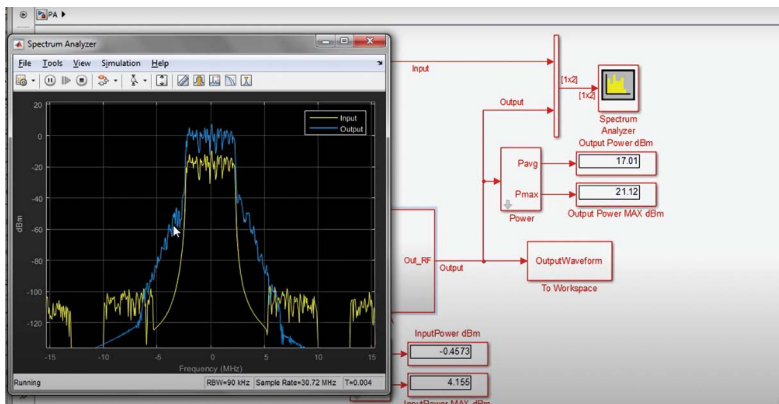 PA
Spectrum Analyzer
File Tools View Simulation Help
20
0
-20
-40
-60
-80
-100
-120
dBm
Input
Output
-15 -10 -5 0 5 10 15
Frequency (MHz)
Running RBW=90 kHz Sample Rate=30.72 MHz T=0.004
Input
Output
[1x2]
[1x2]
Spectrum
Analyzer
Output Power dBm
17.01
Pavg
Pmax
21.12
Power
Output Power MAX dBm
Out_RF
Output
OutputWaveform
To Workspace
InputPower dBm
-0.4573
4.155
InputPower MAX dBm